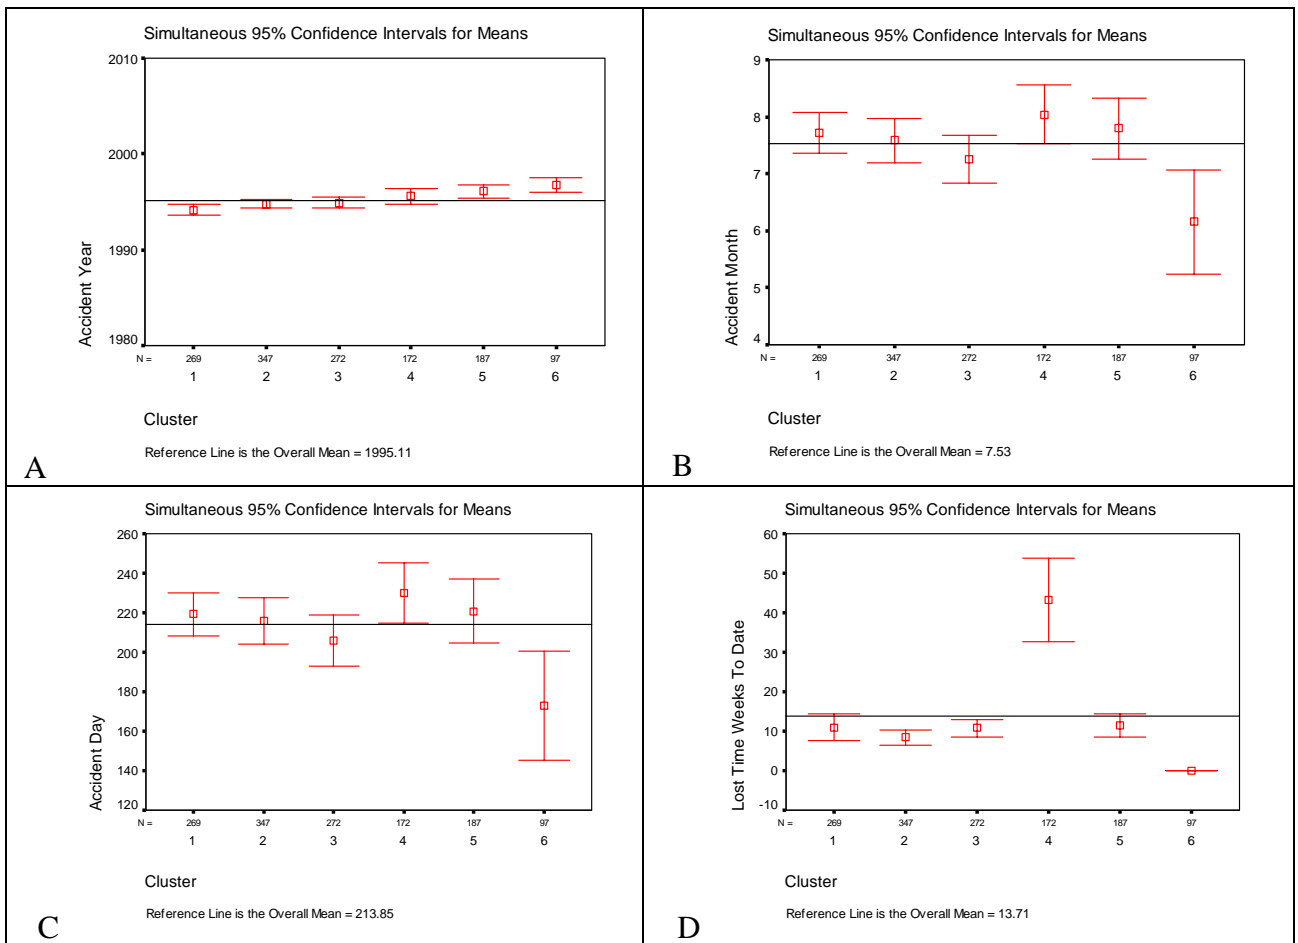 Simultaneous 95% Confidence Intervals for Means
2010
2000
1990
1980
Accident Year
N = 269 347 272 172 187 97
1 2 3 4 5 6
Cluster
Reference Line is the Overall Mean = 1995.11
A
Simultaneous 95% Confidence Intervals for Means
9
8
7
6
5
4
Accident Month
N = 269 347 272 172 187 97
1 2 3 4 5 6
Cluster
Reference Line is the Overall Mean = 7.53
B
Simultaneous 95% Confidence Intervals for Means
260
240
220
200
180
160
140
120
Accident Day
N = 269 347 272 172 187 97
1 2 3 4 5 6
Cluster
Reference Line is the Overall Mean = 213.85
C
Simultaneous 95% Confidence Intervals for Means
60
50
40
30
20
10
0
-10
Lost Time Weeks To Date
N = 269 347 272 172 187 97
1 2 3 4 5 6
Cluster
Reference Line is the Overall Mean = 13.71
D